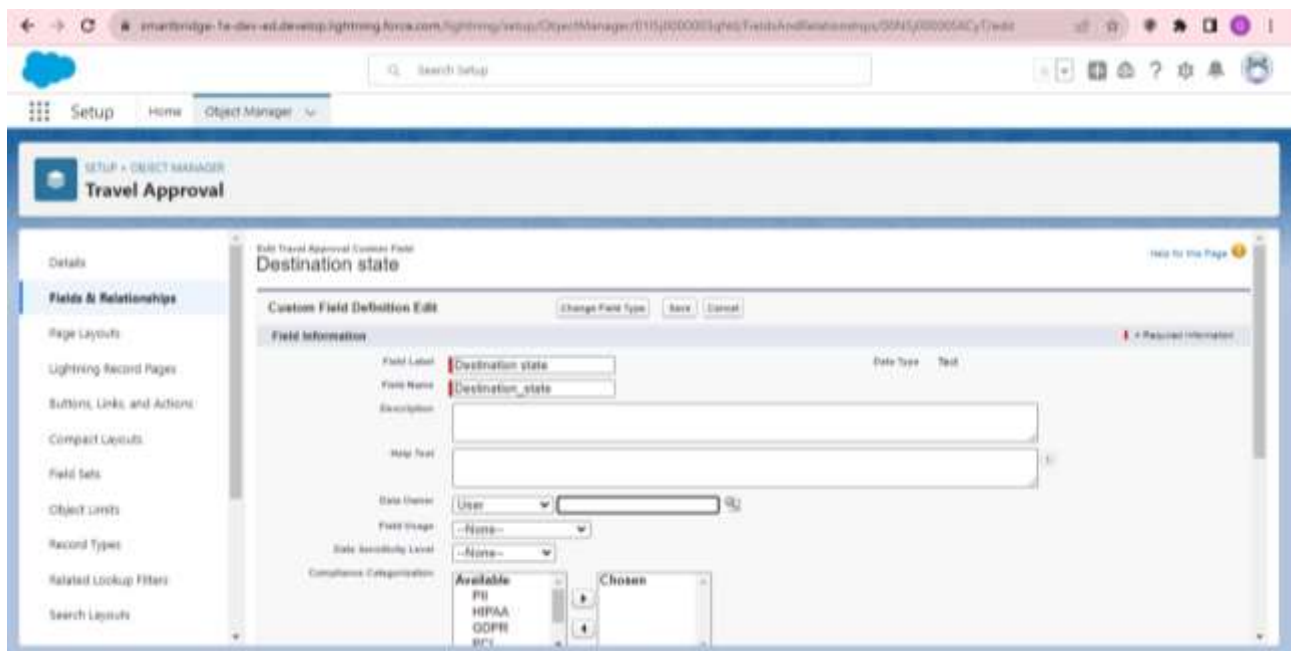 Search Setup
Setup Home Object Manager
SETUP > OBJECT MANAGER
Travel Approval
Details
Fields & Relationships
Page Layouts
Lightning Record Pages
Buttons, Links, and Actions
Compact Layouts
Field Sets
Object Limits
Record Types
Related Lookup Filters
Search Layouts
Edit Travel Approval Custom Field
Destination state
Help for this Page
Custom Field Definition Edit Change Field Type Save Cancel
Field Information = Required Information
Field Label Destination state Data Type Text
Field Name Destination_state
Description
Help Text
Data Owner User
Field Usage --None--
Data Sensitivity Level --None--
Compliance Categorization Available Chosen
PII
HIPAA
GDPR
PCI